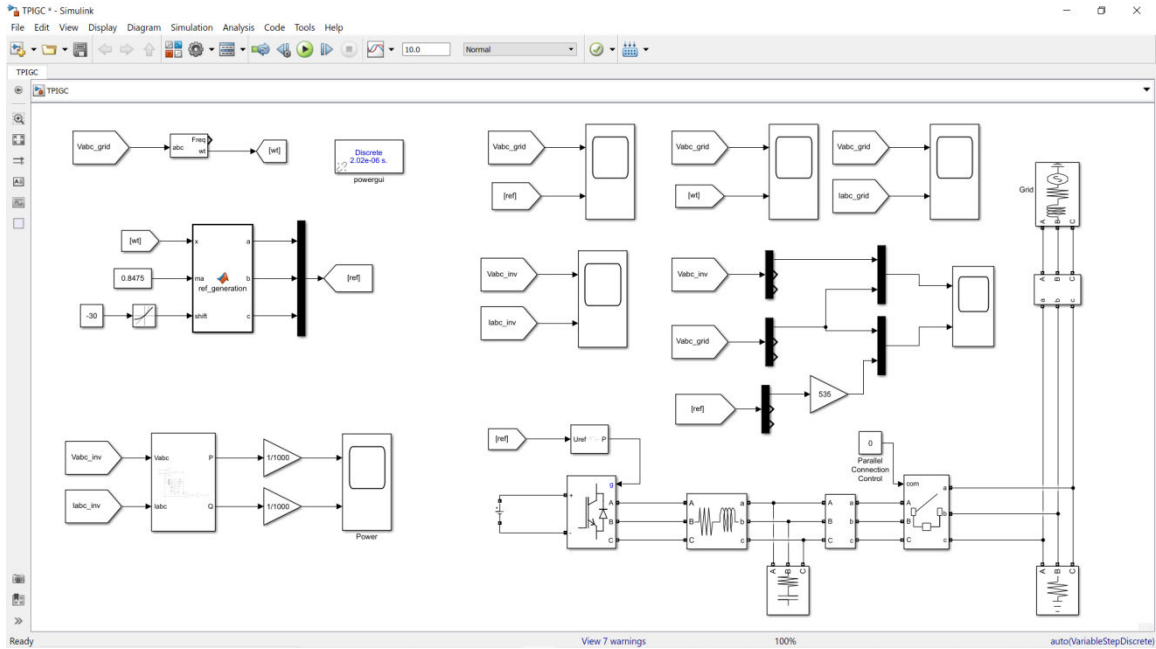 TPIGC * - Simulink
File Edit View Display Diagram Simulation Analysis Code Tools Help
10.0
Normal
TPIGC
TPIGC
Vabc_grid
abc
Freq
wt
[wt]
Discrete
2.02e-06 s.
powergui
[wt]
0.8475
-30
x
ma
shift
ref_generation
a
b
c
[ref]
Vabc_inv
Iabc_inv
Vabc
Iabc
P
Q
1/1000
1/1000
Power
Vabc_grid
[ref]
Vabc_grid
[wt]
Vabc_grid
Iabc_grid
Vabc_inv
Iabc_inv
Vabc_inv
Vabc_grid
[ref]
535
Grid
A B C
A B C
a b c
[ref]
Uref
P
0
Parallel
Connection
Control
+
-
g
A
B
C
A
B
C
a
b
c
A B C
A
B
C
a
b
c
com
A
B
C
a
b
c
A B C
Ready
View 7 warnings
100%
auto(VariableStepDiscrete)